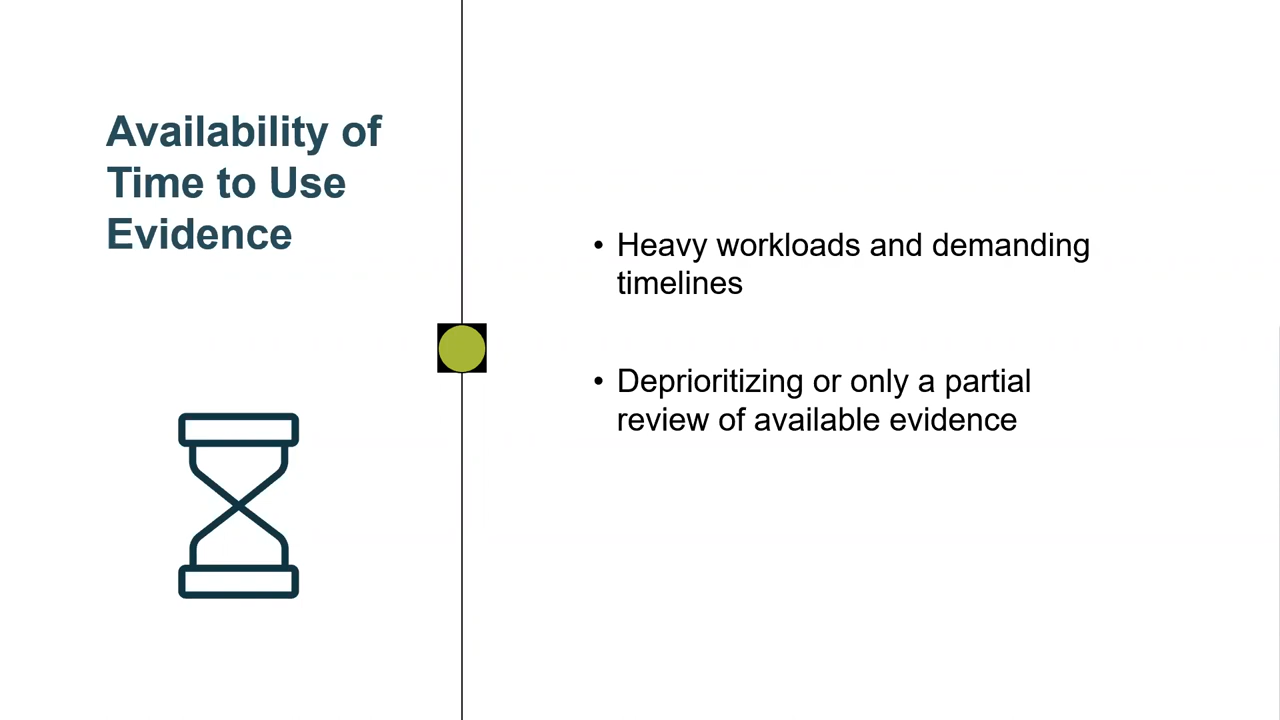 Availability of
Time to Use
Evidence
• Heavy workloads and demanding
timelines
• Deprioritizing or only a partial
review of available evidence